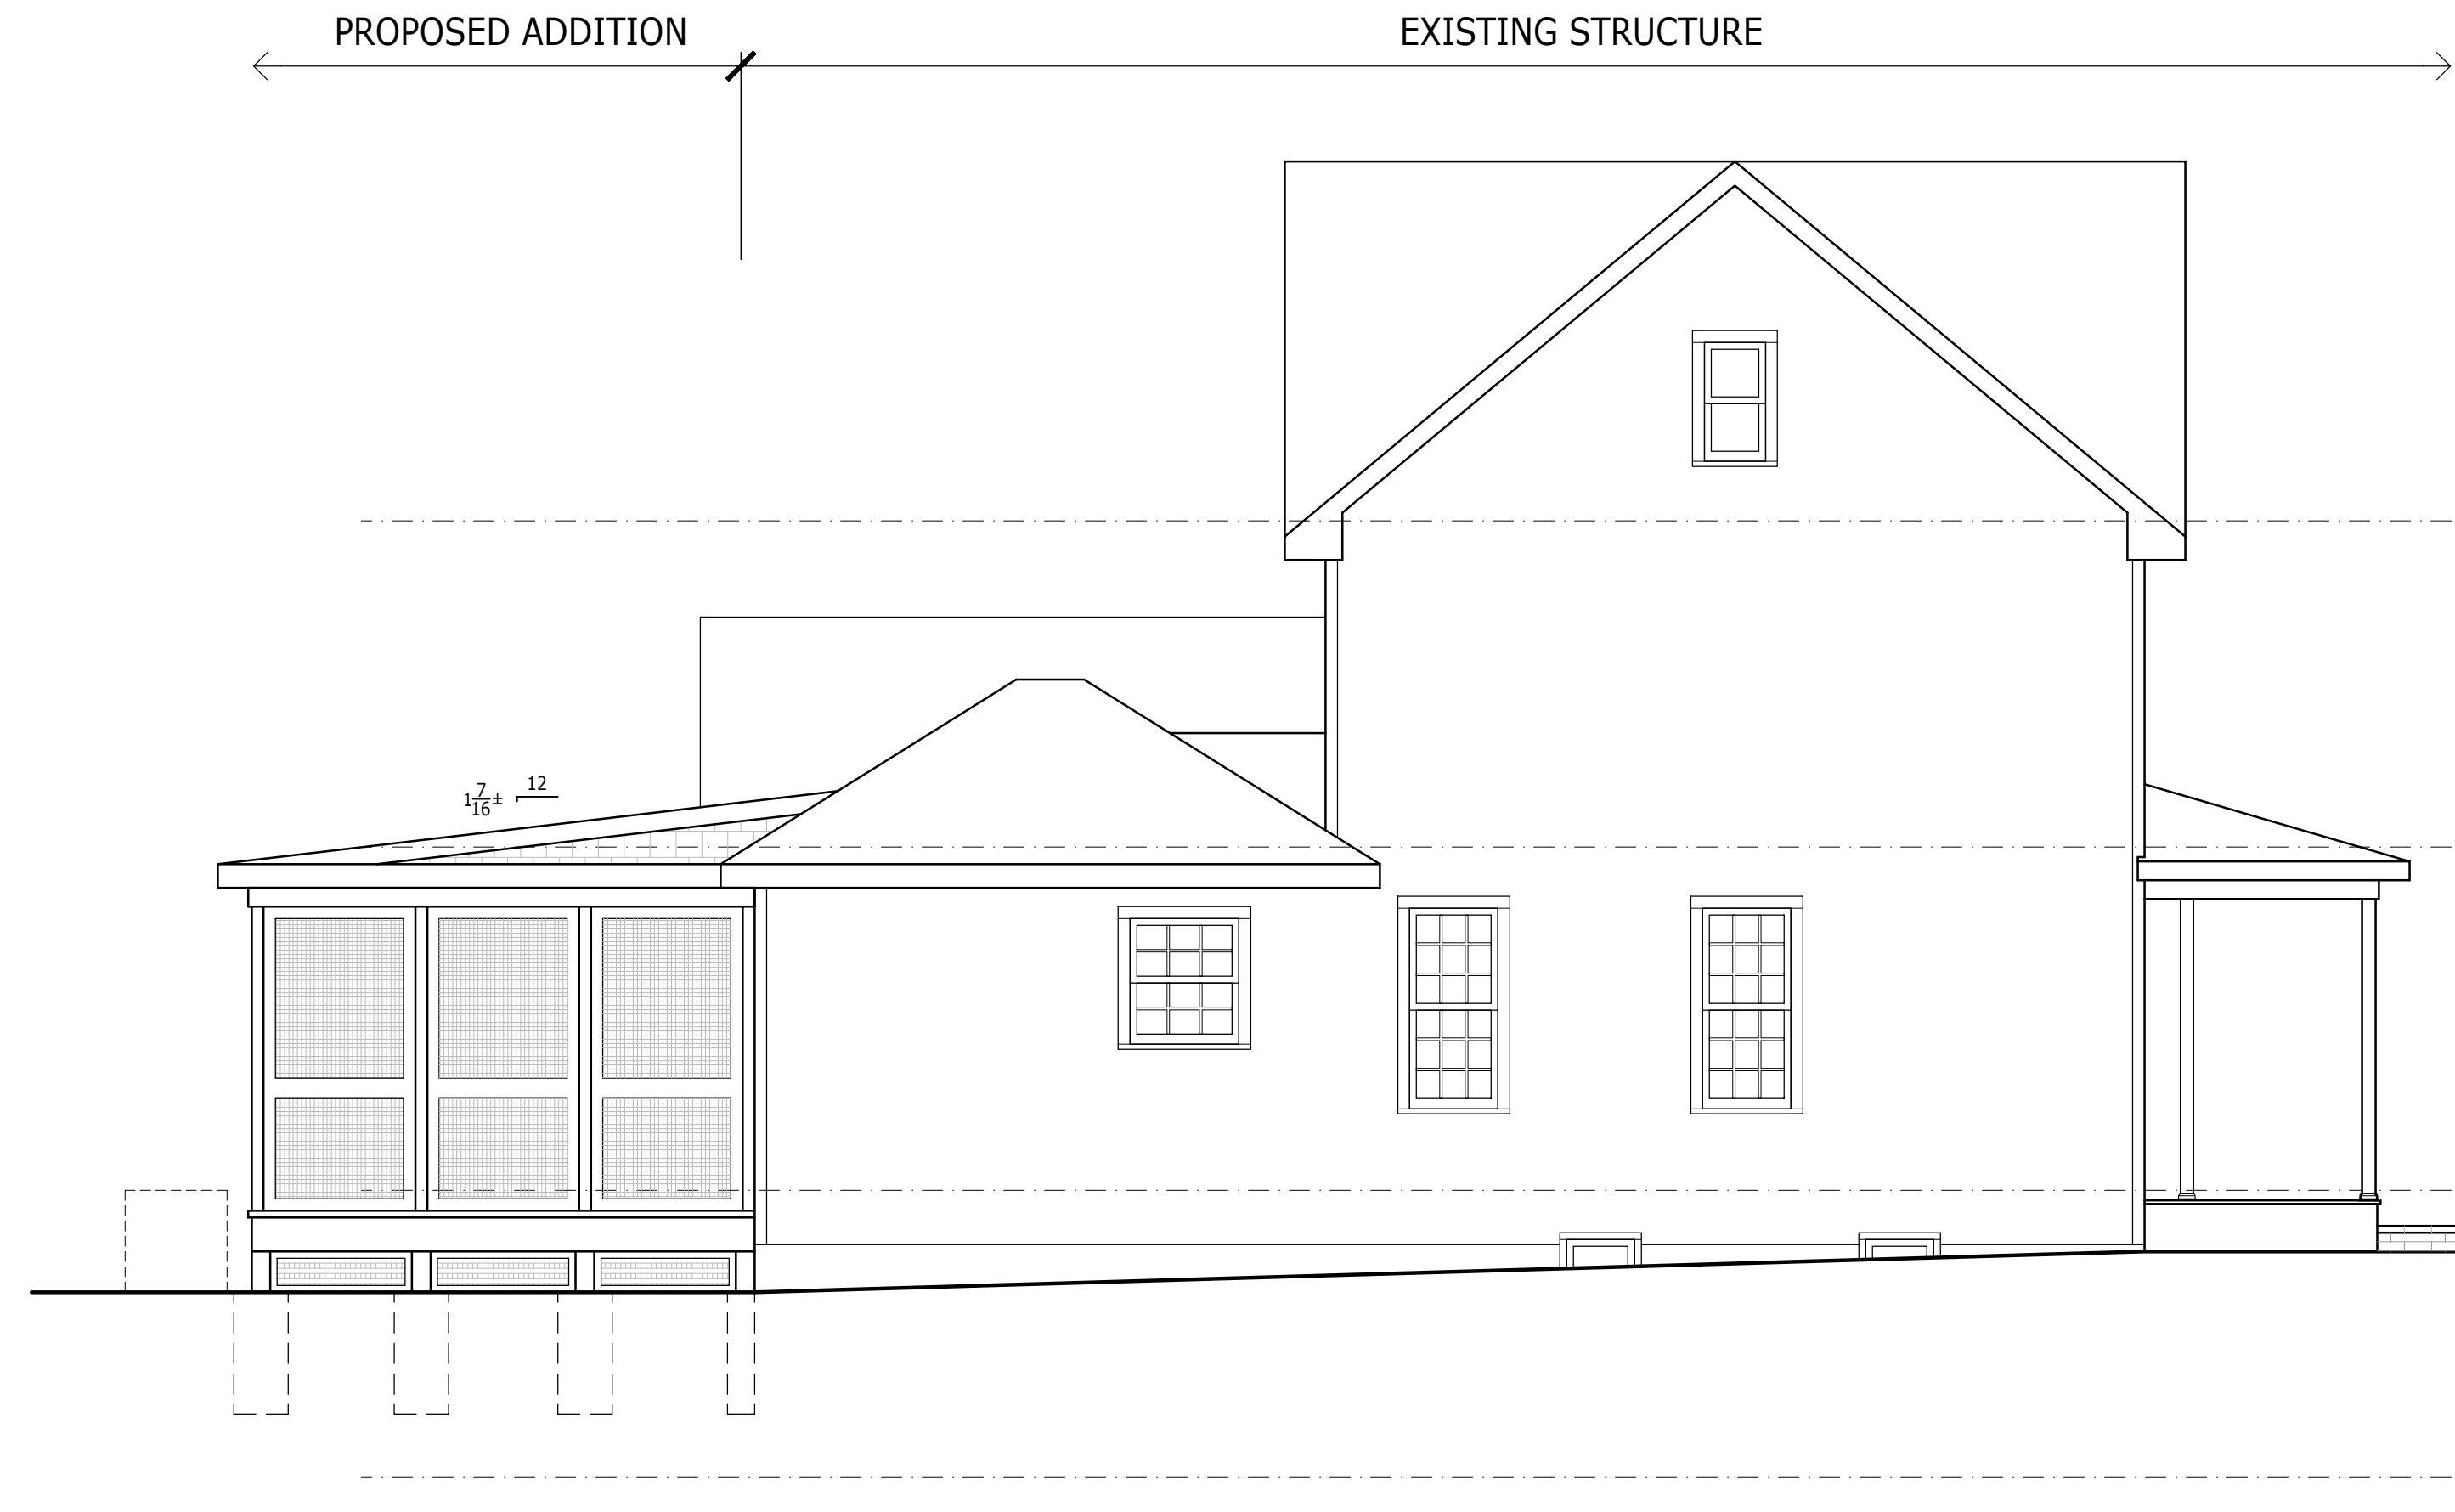 PROPOSED ADDITION
EXISTING STRUCTURE
12
1 7/16 ±